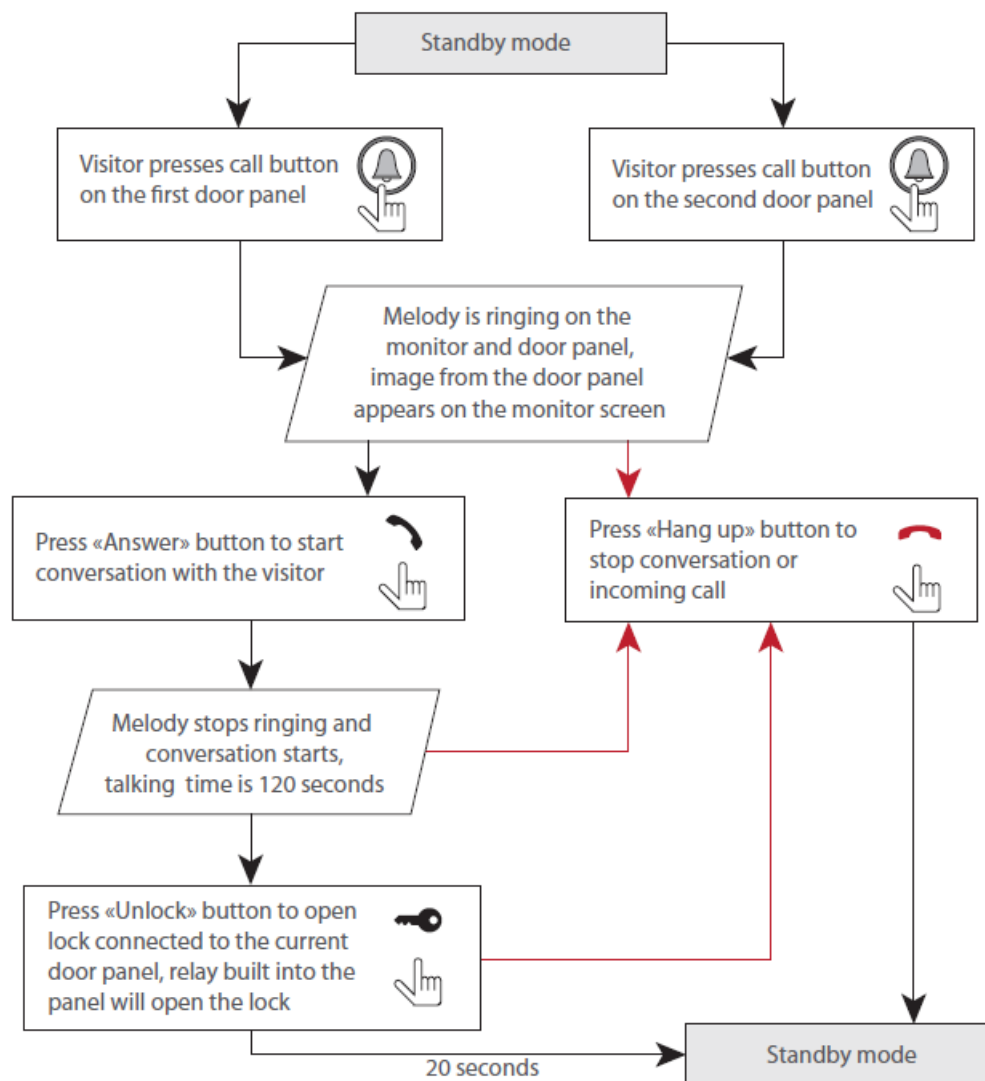 Standby mode
Visitor presses call button
on the first door panel
Visitor presses call button
on the second door panel
Melody is ringing on the
monitor and door panel,
image from the door panel
appears on the monitor screen
Press «Answer» button to start
conversation with the visitor
Press «Hang up» button to
stop conversation or
incoming call
Melody stops ringing and
conversation starts,
talking time is 120 seconds
Press «Unlock» button to open
lock connected to the current
door panel, relay built into the
panel will open the lock
20 seconds
Standby mode